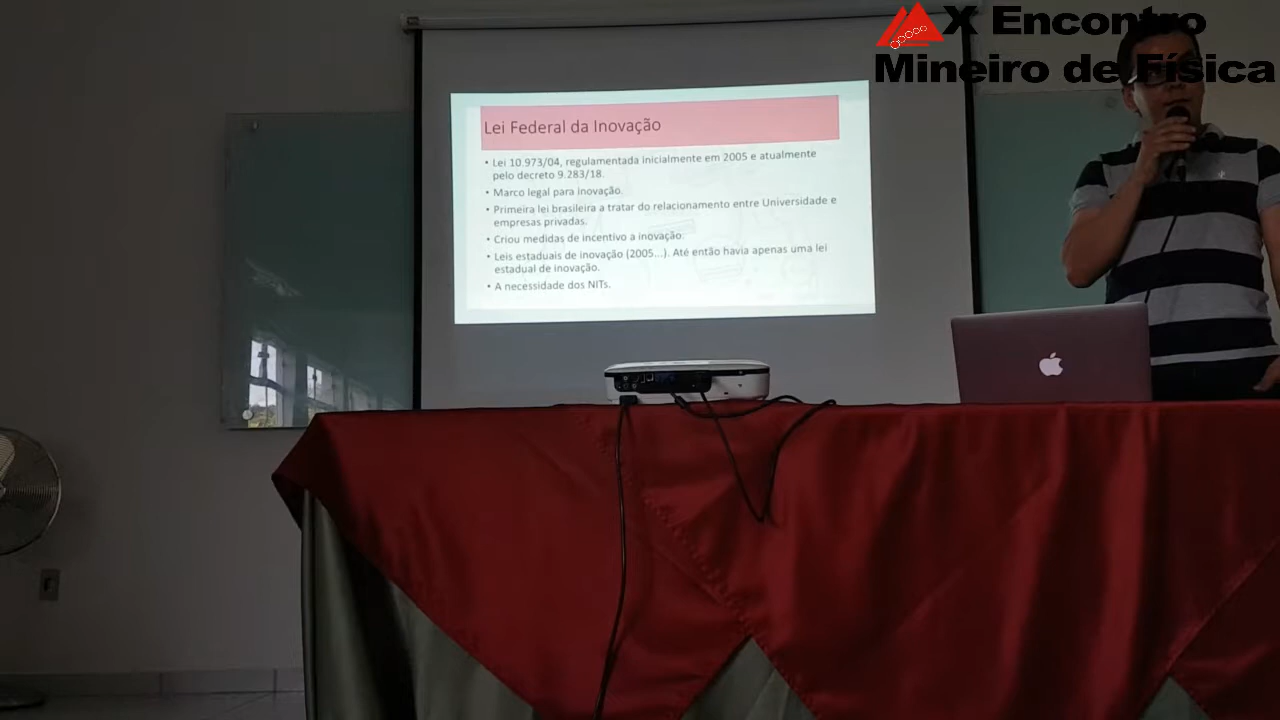 X Encontro
Mineiro de Física
Lei Federal da Inovação
• Lei 10.973/04, regulamentada inicialmente em 2005 e atualmente
pelo decreto 9.283/18.
• Marco legal para inovação.
• Primeira lei brasileira a tratar do relacionamento entre Universidade e
empresas privadas.
• Criou medidas de incentivo a inovação.
• Leis estaduais de inovação (2005...). Até então havia apenas uma lei
estadual de inovação.
• A necessidade dos NITs.